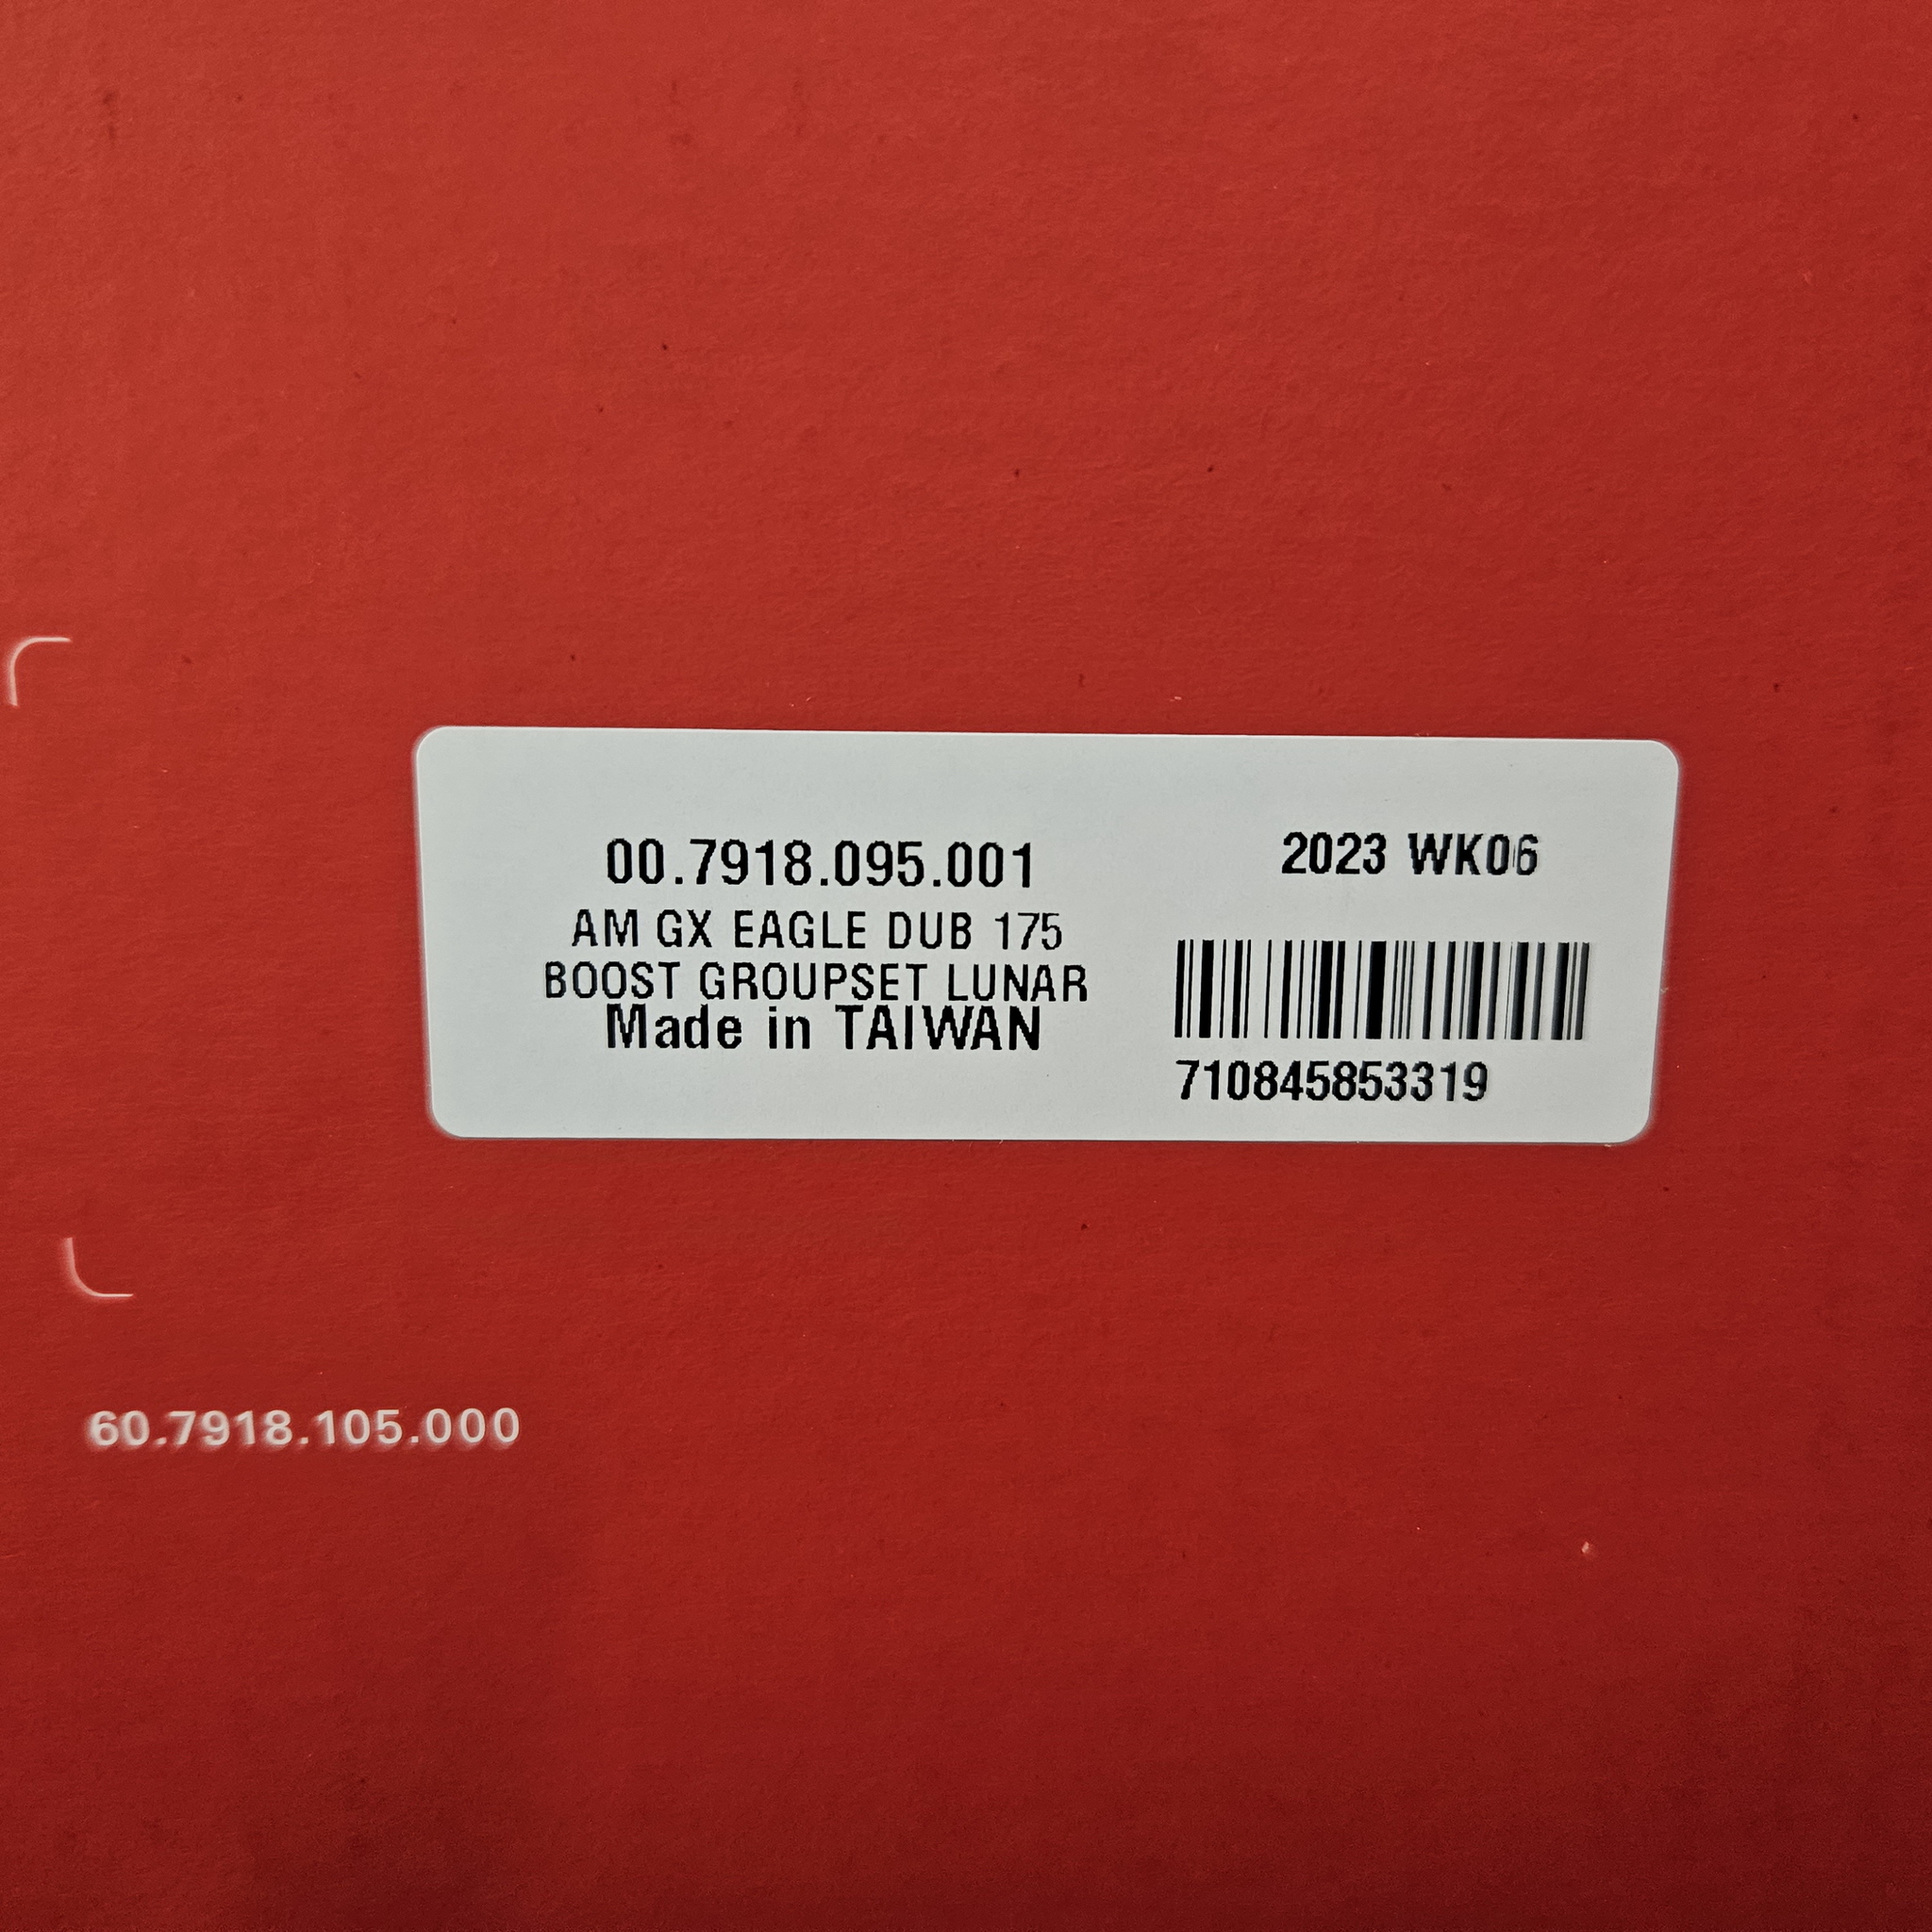 00.7918.095.001
AM GX EAGLE DUB 175
BOOST GROUPSET LUNAR
Made in TAIWAN
2023 WK06
710845853319
60.7918.105.000